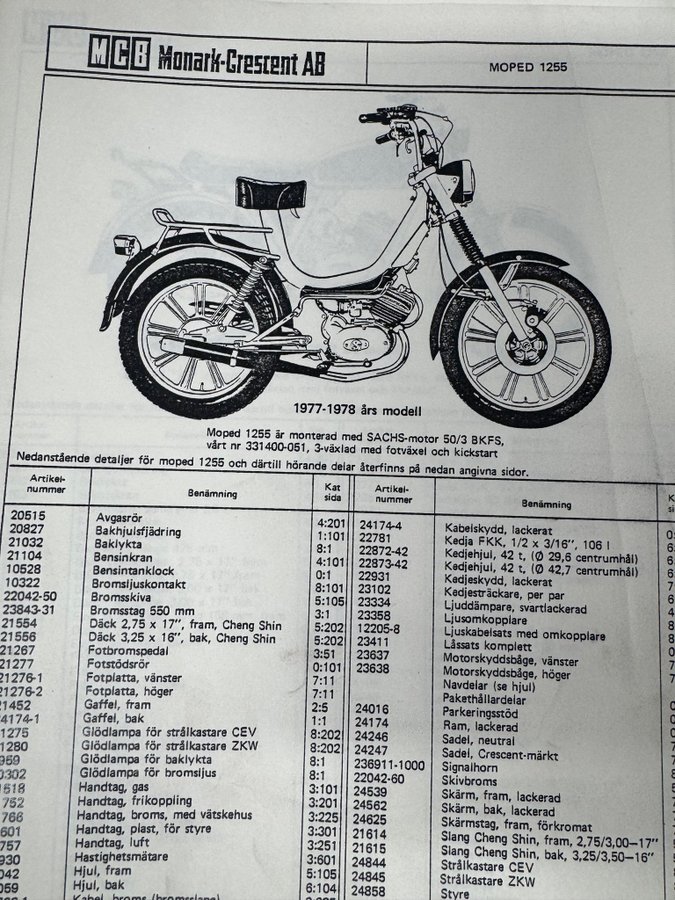 MCB Monark-Crescent AB
MOPED 1255
1977-1978 års modell
Moped 1255 är monterad med SACHS-motor 50/3 BKFS,
vårt nr 331400-051, 3-växlad med fotväxel och kickstart
Nedanstående detaljer för moped 1255 och därtill hörande delar återfinns på nedan angivna sidor.
Artikel-nummer Benämning Kat sida
20515 Avgasrör 4:201
20827 Bakhjulsfjädring 1:101
21032 Baklykta 8:1
21104 Bensinkran 4:101
10528 Bensintanklock 0:1
10322 Bromsljuskontakt 8:101
22042-50 Bromsskiva 5:105
23843-31 Bromsstag 550 mm 3:1
21554 Däck 2,75 x 17", fram, Cheng Shin 5:202
21556 Däck 3,25 x 16", bak, Cheng Shin 5:202
21267 Fotbromspedal 3:51
21277 Fotstödsrör 0:101
21276-1 Fotplatta, vänster 7:11
21276-2 Fotplatta, höger 7:11
21452 Gaffel, fram 2:5
24174-1 Gaffel, bak 1:1
1275 Glödlampa för strålkastare CEV 8:202
1280 Glödlampa för strålkastare ZKW 8:202
959 Glödlampa för baklykta 8:1
0302 Glödlampa för bromsljus 8:1
1518 Handtag, gas 3:101
752 Handtag, frikoppling 3:201
766 Handtag, broms, med vätskehus 3:225
601 Handtag, plast, för styre 3:301
757 Handtag, luft 3:251
930 Hastighetsmätare 3:601
042 Hjul, fram 5:105
059 Hjul, bak 6:104
Kabel, broms (bromsslang)
Artikel-nummer Benämning
24174-4 Kabelskydd, lackerat
22781 Kedja FKK, 1/2 x 3/16", 106 l
22872-42 Kedjehjul, 42 t, (Ø 29,6 centrumhål)
22873-42 Kedjehjul, 42 t, (Ø 42,7 centrumhål)
22931 Kedjeskydd, lackerat
23102 Kedjesträckare, per par
23334 Ljuddämpare, svartlackerad
23358 Ljusomkopplare
12205-8 Ljuskabelsats med omkopplare
23411 Låssats komplett
23637 Motorskyddsbåge, vänster
23638 Motorskyddsbåge, höger
Navdelar (se hjul)
Pakethållardelar
24016 Parkeringsstöd
24174 Ram, lackerad
24246 Sadel, neutral
24247 Sadel, Crescent-märkt
236911-1000 Signalhorn
22042-60 Skivbroms
24539 Skärm, fram, lackerad
24562 Skärm, bak, lackerad
24625 Skärmstag, fram, förkromat
21614 Slang Cheng Shin, fram, 2,75/3,00-17"
21615 Slang Cheng Shin, bak, 3,25/3,50-16"
24844 Strålkastare CEV
24845 Strålkastare ZKW
24858 Styre